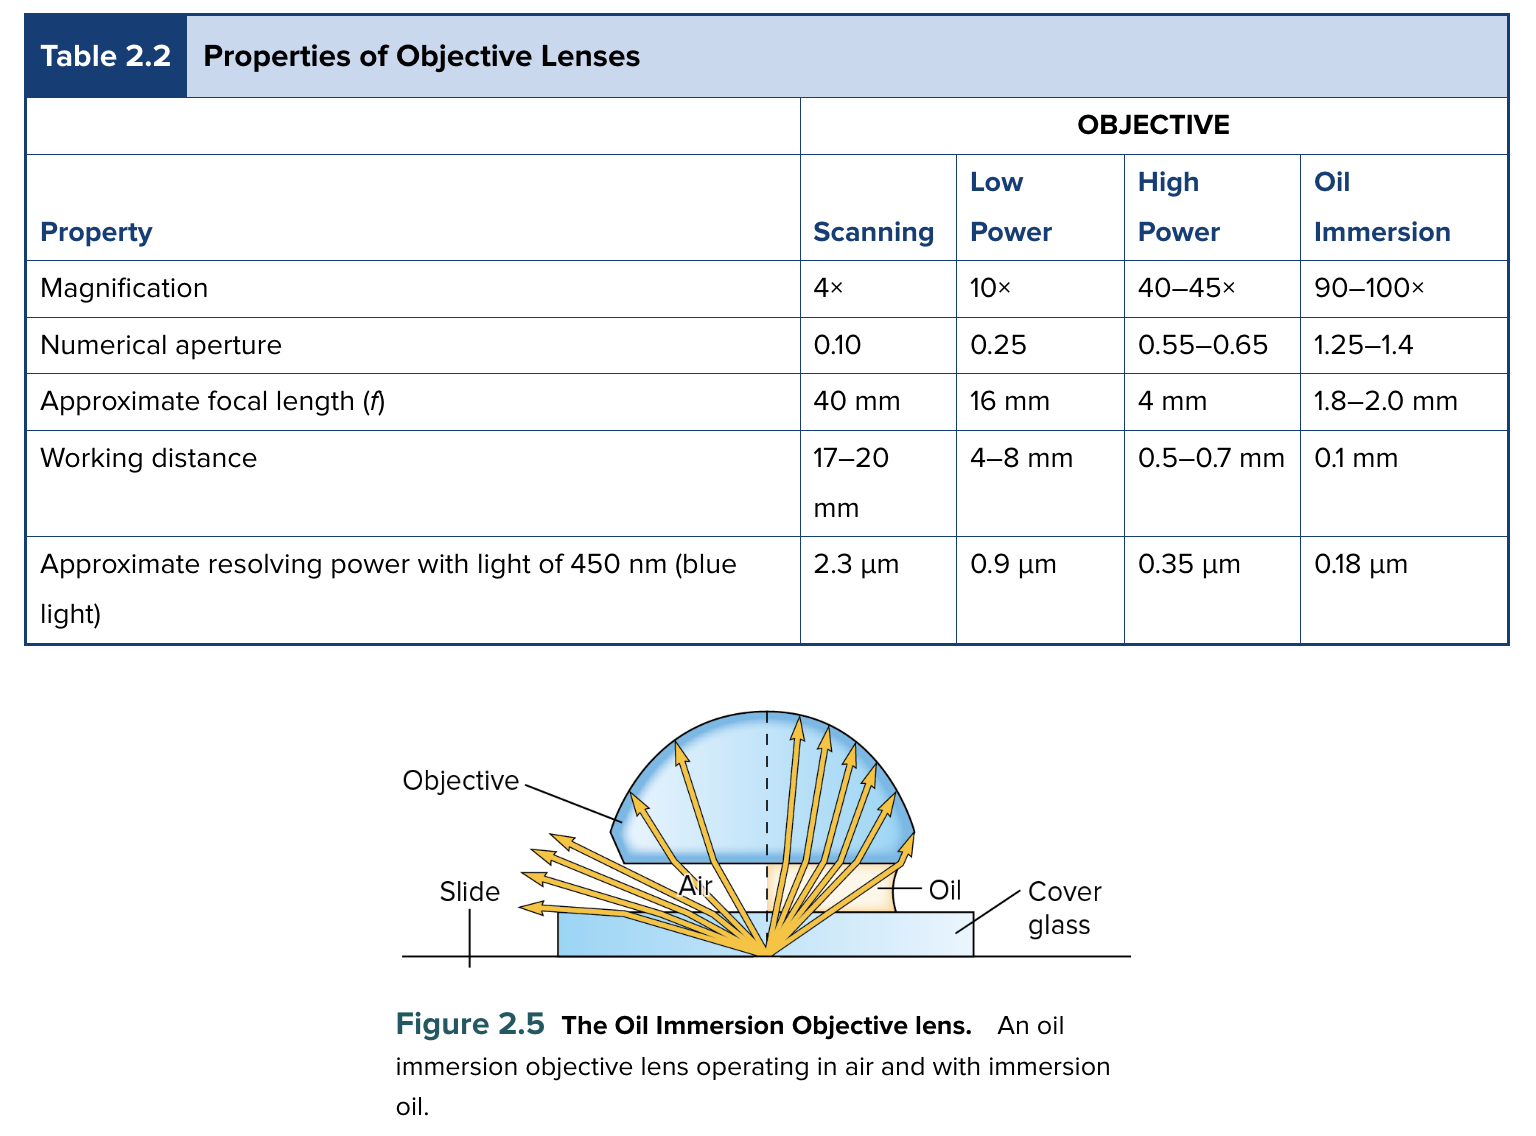 Table 2.2 Properties of Objective Lenses
OBJECTIVE
Property Scanning Low Power High Power Oil Immersion
Magnification 4× 10× 40–45× 90–100×
Numerical aperture 0.10 0.25 0.55–0.65 1.25–1.4
Approximate focal length (f) 40 mm 16 mm 4 mm 1.8–2.0 mm
Working distance 17–20 mm 4–8 mm 0.5–0.7 mm 0.1 mm
Approximate resolving power with light of 450 nm (blue light) 2.3 μm 0.9 μm 0.35 μm 0.18 μm
Objective
Air
Slide
Oil
Cover
glass
Figure 2.5 The Oil Immersion Objective lens. An oil
immersion objective lens operating in air and with immersion
oil.